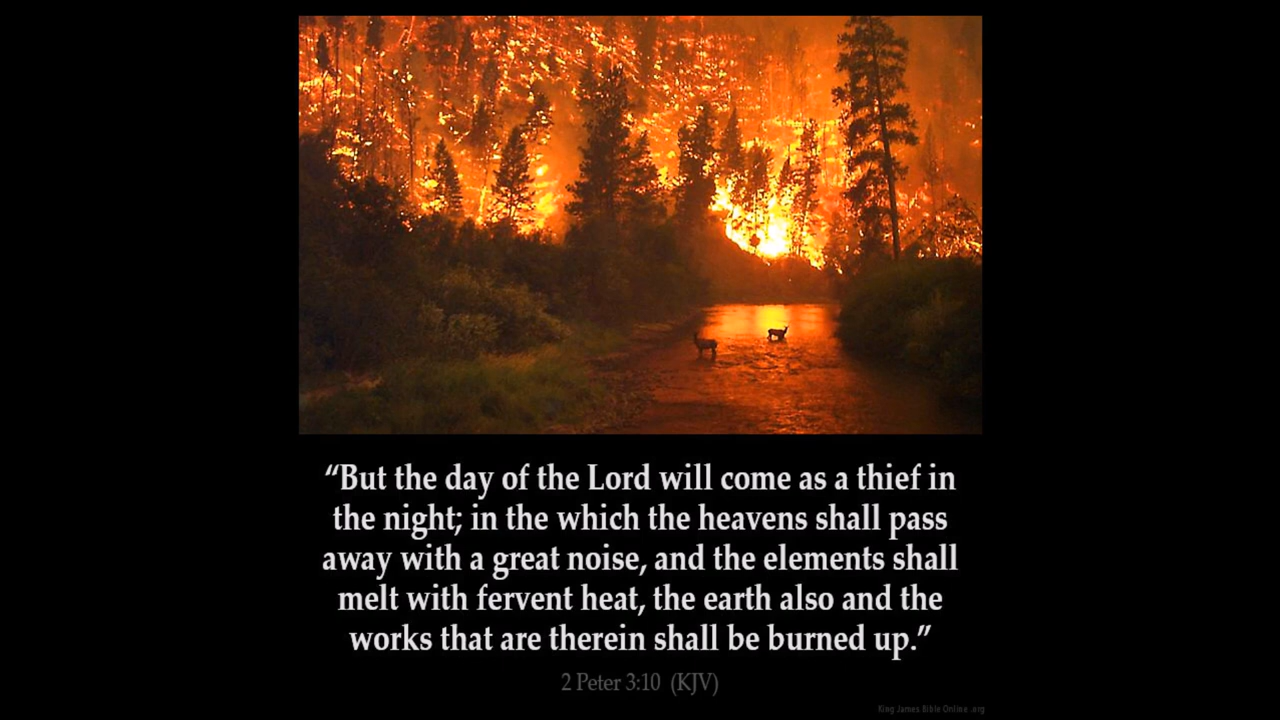 “But the day of the Lord will come as a thief in
the night; in the which the heavens shall pass
away with a great noise, and the elements shall
melt with fervent heat, the earth also and the
works that are therein shall be burned up.”
2 Peter 3:10 (KJV)
King James Bible Online .org